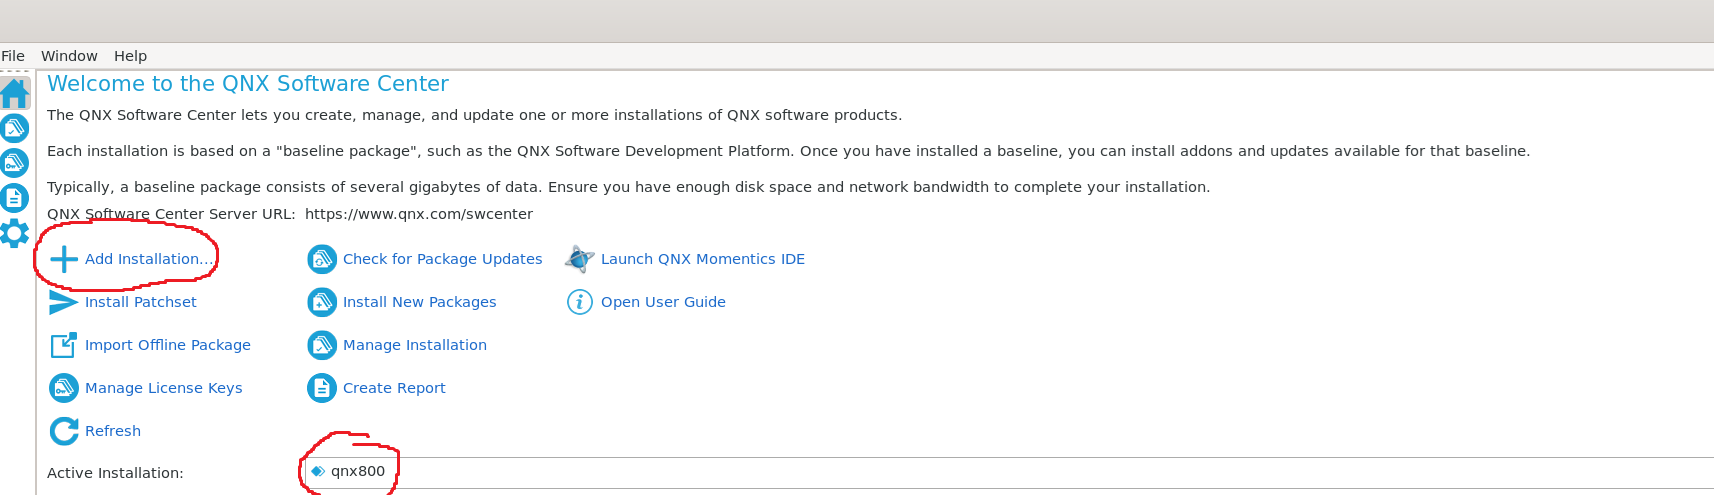 File Window Help
Welcome to the QNX Software Center
The QNX Software Center lets you create, manage, and update one or more installations of QNX software products.
Each installation is based on a "baseline package", such as the QNX Software Development Platform. Once you have installed a baseline, you can install addons and updates available for that baseline.
Typically, a baseline package consists of several gigabytes of data. Ensure you have enough disk space and network bandwidth to complete your installation.
QNX Software Center Server URL: https://www.qnx.com/swcenter
Add Installation... Check for Package Updates Launch QNX Momentics IDE
Install Patchset Install New Packages Open User Guide
Import Offline Package Manage Installation
Manage License Keys Create Report
Refresh
Active Installation: qnx800